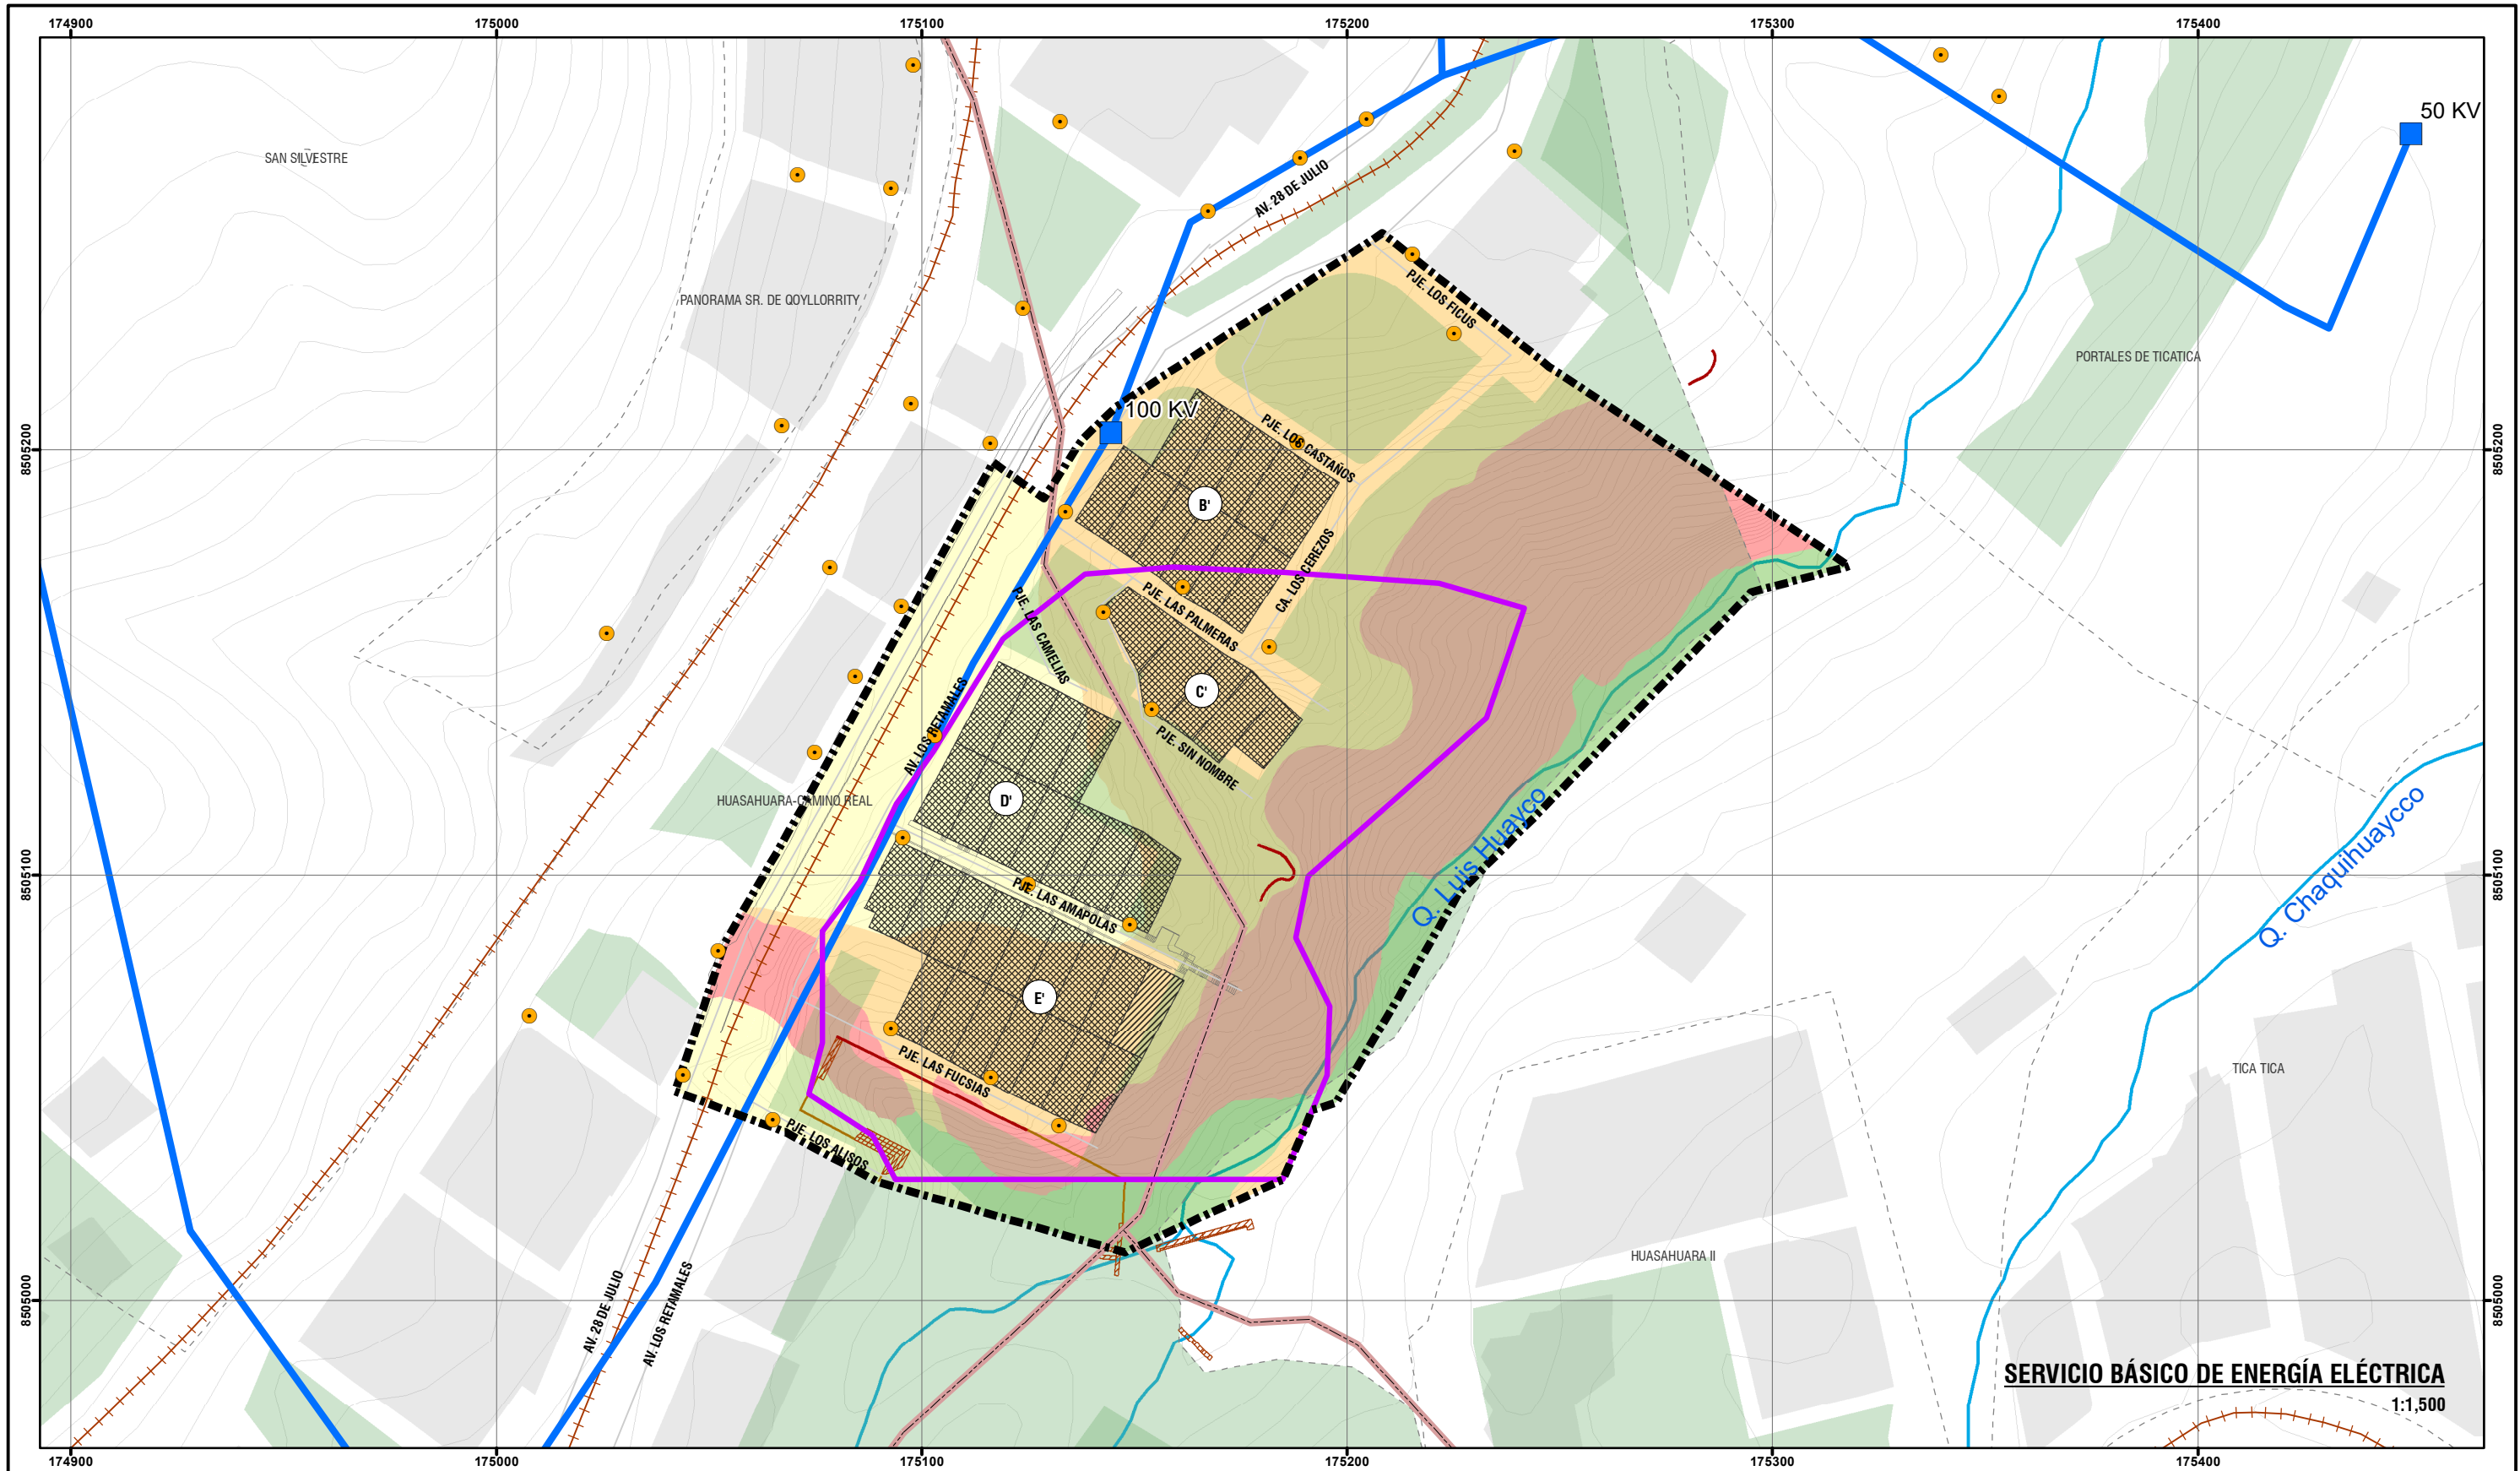 174900
175000
175100
175200
175300
175400
50 KV
SAN SILVESTRE
AV. 28 DE JULIO
PANORAMA SR. DE QOYLLORRITY
PJE. LOS FICUS
PORTALES DE TICATICA
100 KV
8505200
8505200
PJE. LOS CASTAÑOS
B'
CA. LOS CEREZOS
PJE. LAS PALMERAS
PJE. LAS CAMELIAS
C'
AV. LOS RETAMALES
PJE. SIN NOMBRE
D'
HUASAHUARA-CAMINO REAL
Q. Luis Huayco
Q. Chaquihuaycco
8505100
8505100
PJE. LAS AMAPOLAS
E'
PJE. LAS FUCSIAS
TICA TICA
PJE. LOS ALISOS
HUASAHUARA II
8505000
8505000
AV. 28 DE JULIO
AV. LOS RETAMALES
SERVICIO BÁSICO DE ENERGÍA ELÉCTRICA
1:1,500
174900
175000
175100
175200
175300
175400